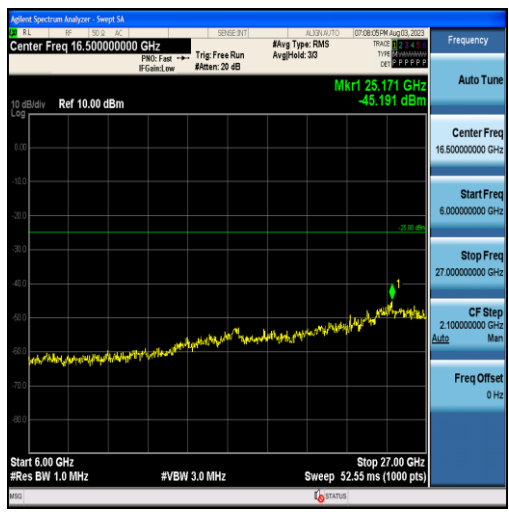 Agilent Spectrum Analyzer - Swept SA
RL RF 50 Ω AC SENSE:INT ALIGN AUTO 07:08:05 PM Aug 03, 2023
Center Freq 16.500000000 GHz
PNO: Fast
IFGain:Low
Trig: Free Run
#Atten: 20 dB
#Avg Type: RMS
Avg|Hold: 3/3
TRACE 1 2 3 4 5 6
TYPE
DET P P P P P P
Frequency
Mkr1 25.171 GHz
-45.191 dBm
10 dB/div Ref 10.00 dBm
Log
0.00
-10.0
-20.0
-25.00 dBm
-30.0
-40.0
-50.0
-60.0
-70.0
-80.0
1
Start 6.00 GHz
Stop 27.00 GHz
#Res BW 1.0 MHz
#VBW 3.0 MHz
Sweep 52.55 ms (1000 pts)
MSG
STATUS
Auto Tune
Center Freq
16.500000000 GHz
Start Freq
6.000000000 GHz
Stop Freq
27.000000000 GHz
CF Step
2.100000000 GHz
Auto Man
Freq Offset
0 Hz